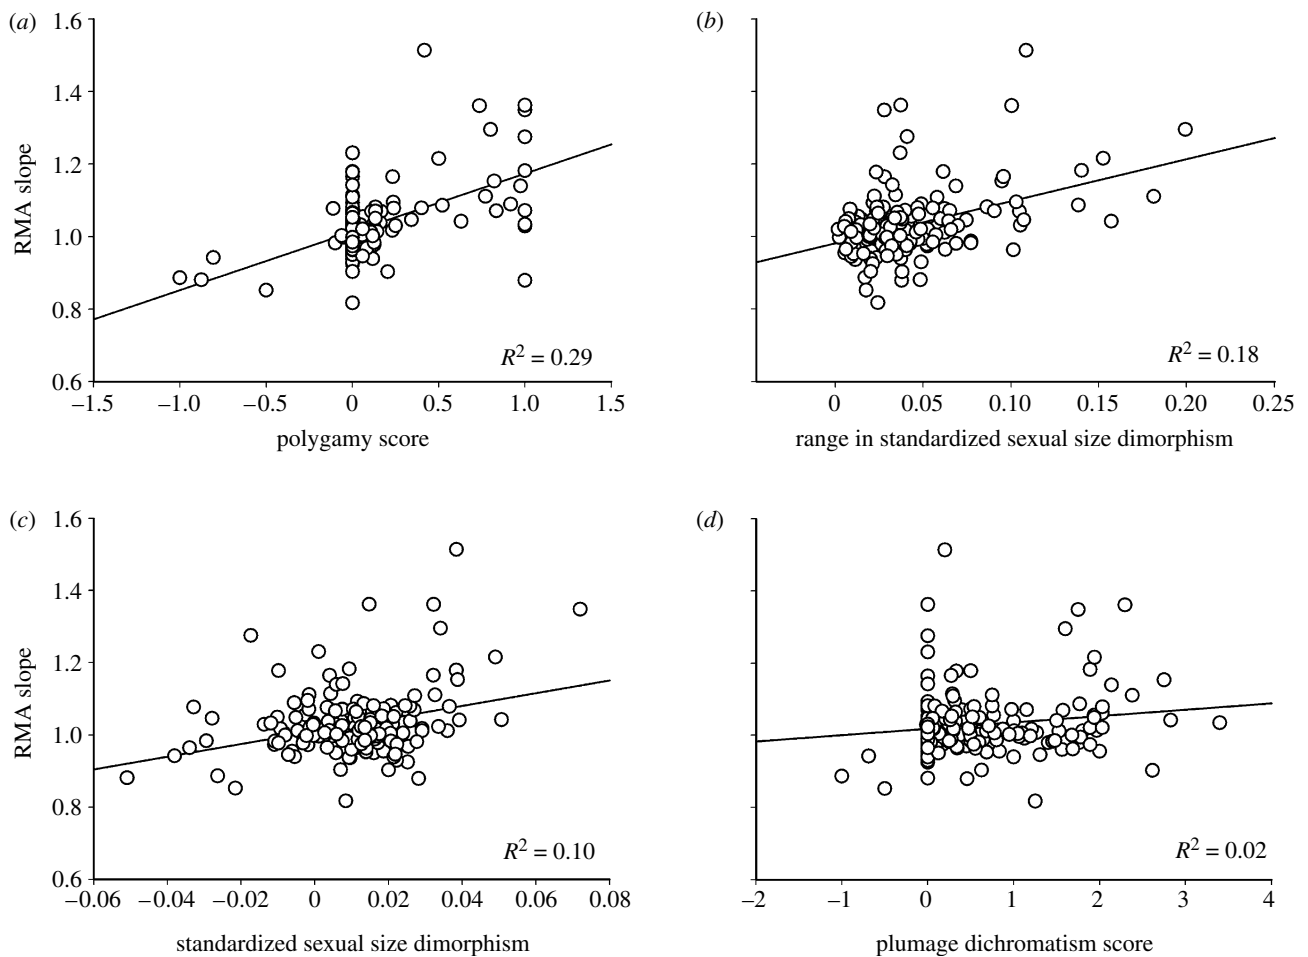 (a)
1.6
1.4
1.2
1.0
0.8
0.6
RMA slope
R² = 0.29
–1.5 –1.0 –0.5 0 0.5 1.0 1.5
polygamy score
(b)
R² = 0.18
0 0.05 0.10 0.15 0.20 0.25
range in standardized sexual size dimorphism
(c)
1.6
1.4
1.2
1.0
0.8
0.6
RMA slope
R² = 0.10
–0.06 –0.04 –0.02 0 0.02 0.04 0.06 0.08
standardized sexual size dimorphism
(d)
R² = 0.02
–2 –1 0 1 2 3 4
plumage dichromatism score